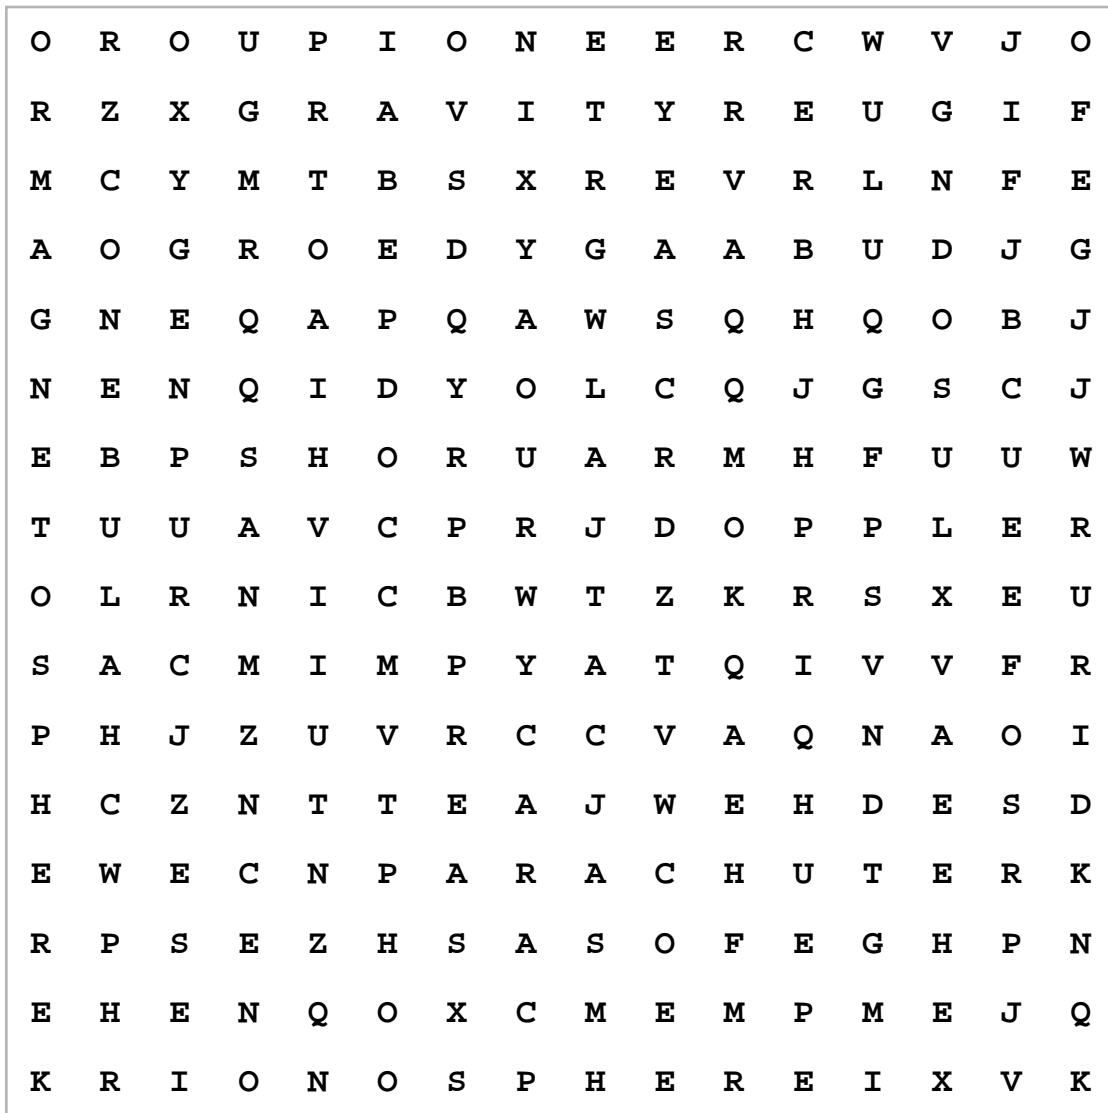 O R O U P I O N E E R C W V J O
R Z X G R A V I T Y R E U G I F
M C Y M T B S X R E V R L N F E
A O G R O E D Y G A A B U D J G
G N E Q A P Q A W S Q H Q O B J
N E N Q I D Y O L C Q J G S C J
E B P S H O R U A R M H F U U W
T U U A V C P R J D O P P L E R
O L R N I C B W T Z K R S X E U
S A C M I M P Y A T Q I V V F R
P H J Z U V R C C V A Q N A O I
H C Z N T T E A J W E H D E S D
E W E C N P A R A C H U T E R K
R P S E Z H S A S O F E G H P N
E H E N Q O X C M E M P M E J Q
K R I O N O S P H E R E I X V K